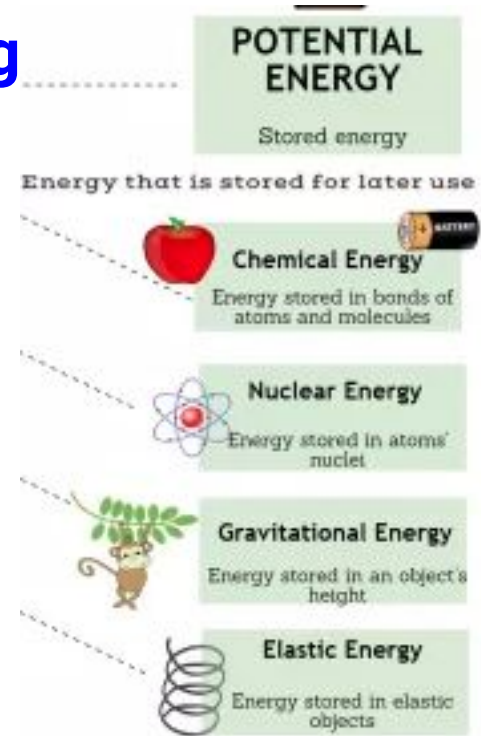 g
POTENTIAL
ENERGY
Stored energy
Energy that is stored for later use
BATTERY
Chemical Energy
Energy stored in bonds of
atoms and molecules
Nuclear Energy
Energy stored in atoms'
nuclei
Gravitational Energy
Energy stored in an object's
height
Elastic Energy
Energy stored in elastic
objects